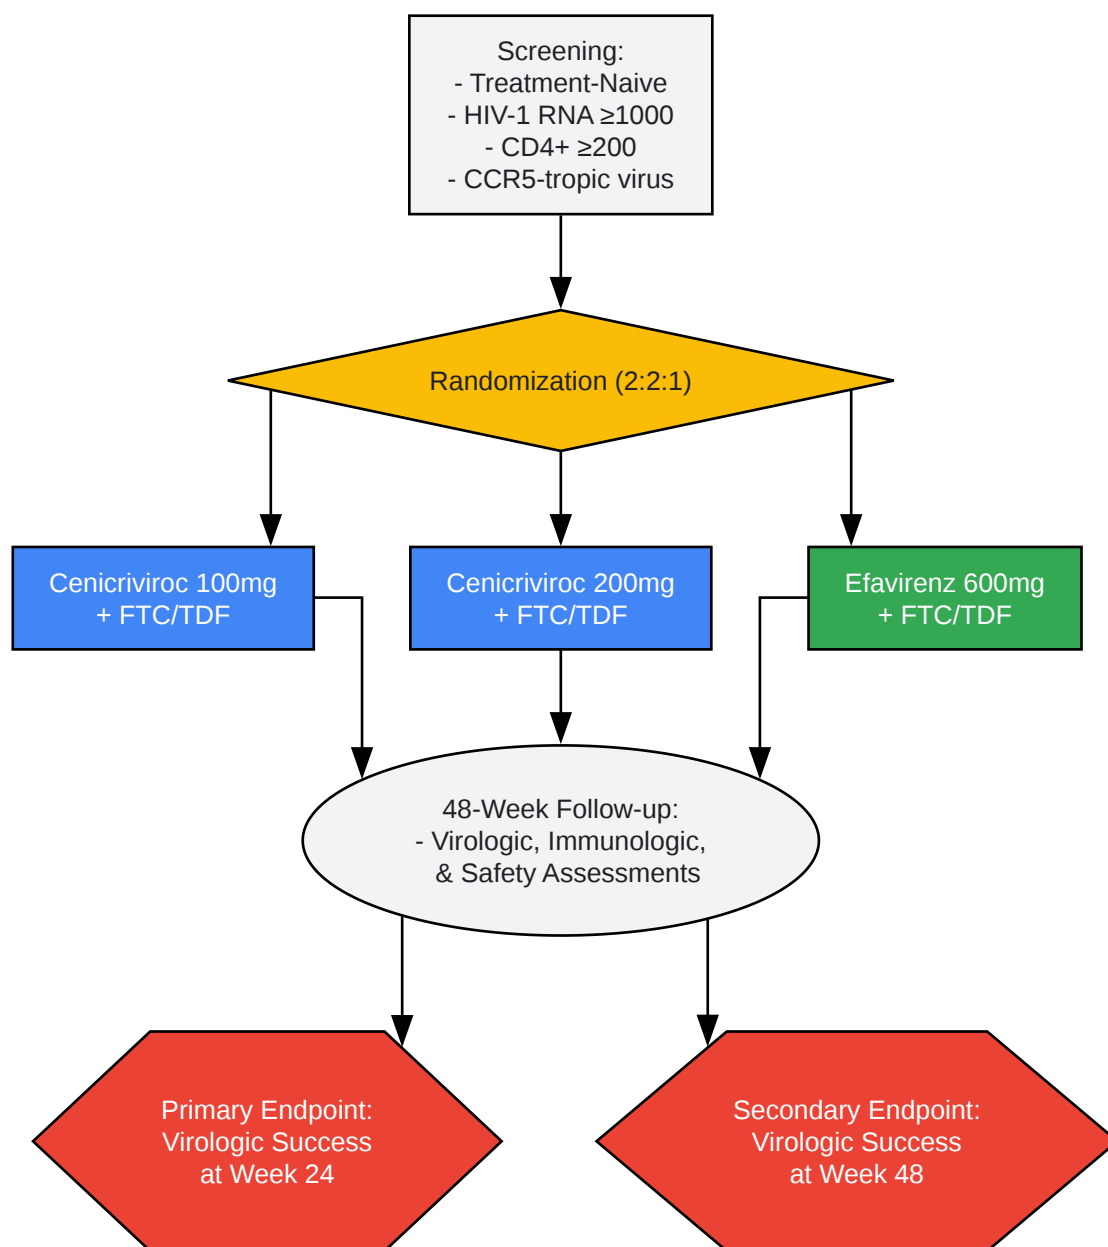 Screening:
- Treatment-Naive
- HIV-1 RNA ≥1000
- CD4+ ≥200
- CCR5-tropic virus
Randomization (2:2:1)
Cenicriviroc 100mg
+ FTC/TDF
Cenicriviroc 200mg
+ FTC/TDF
Efavirenz 600mg
+ FTC/TDF
48-Week Follow-up:
- Virologic, Immunologic,
& Safety Assessments
Primary Endpoint:
Virologic Success
at Week 24
Secondary Endpoint:
Virologic Success
at Week 48